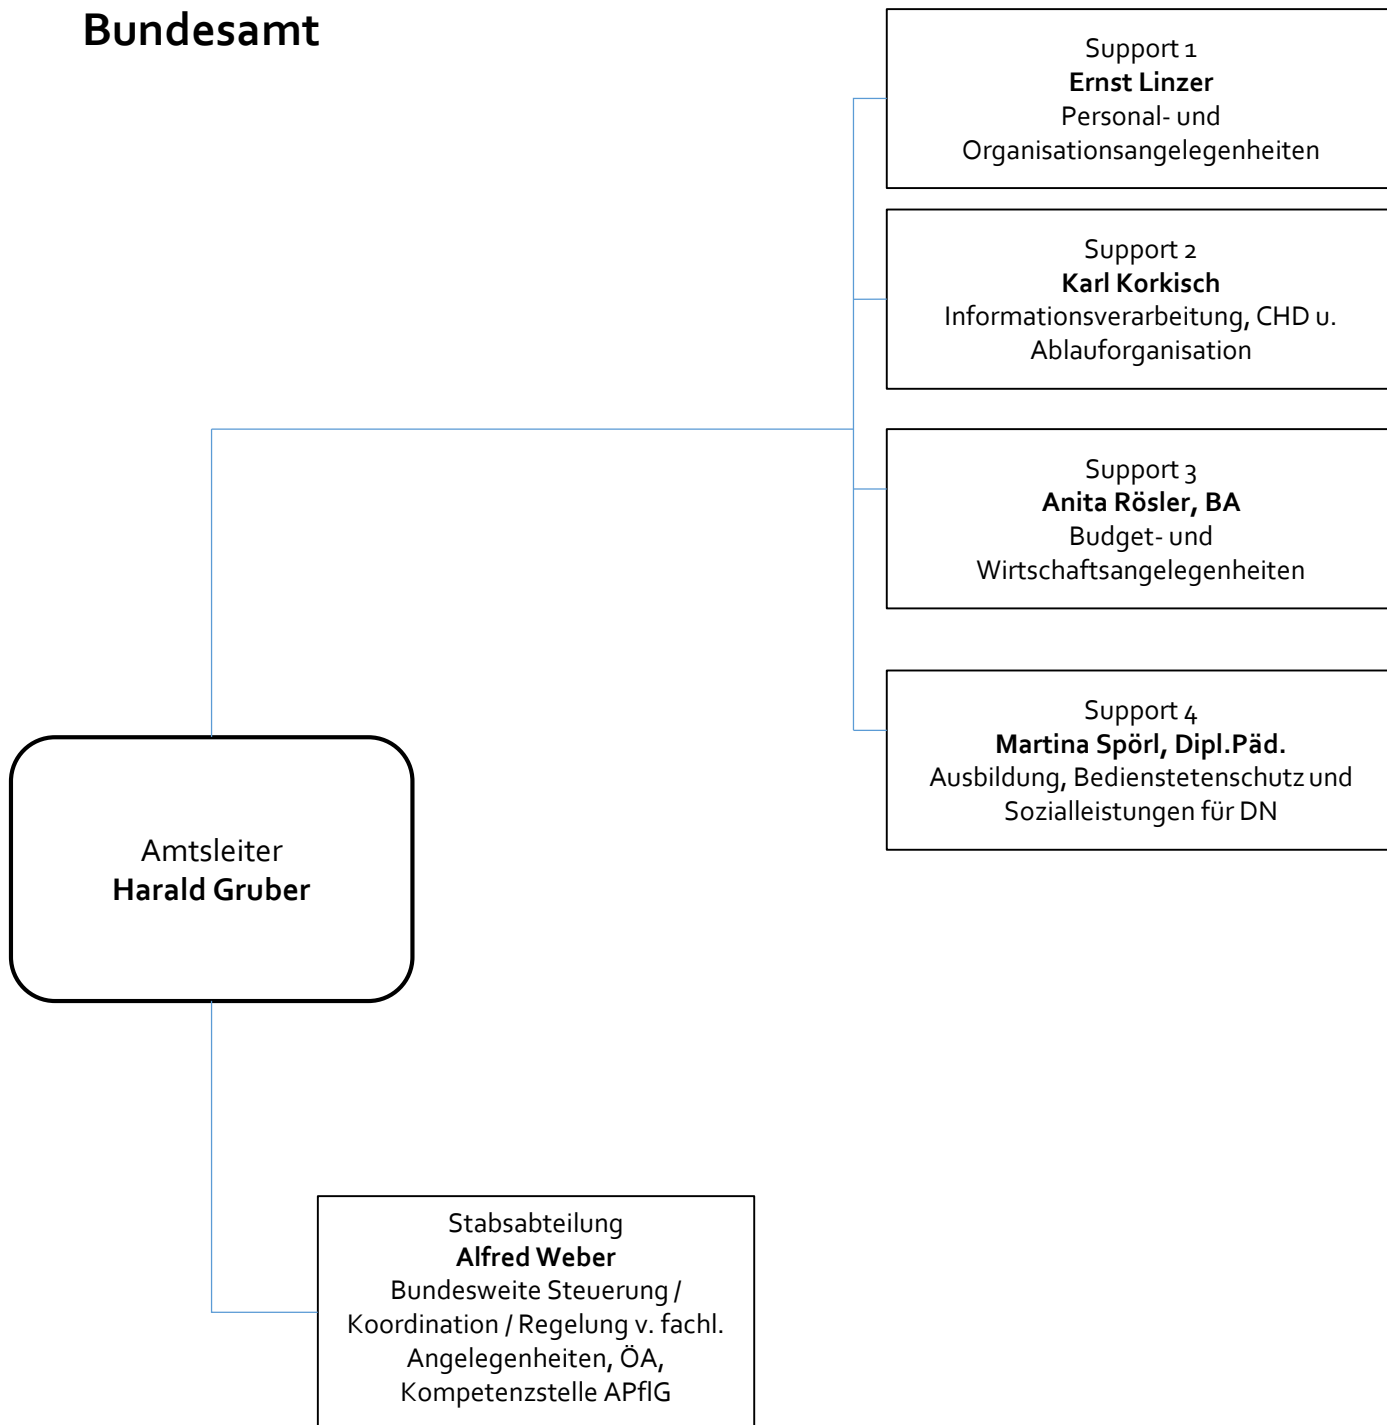 Bundesamt
Support 1
Ernst Linzer
Personal- und
Organisationsangelegenheiten
Support 2
Karl Korkisch
Informationsverarbeitung, CHD u.
Ablauforganisation
Support 3
Anita Rösler, BA
Budget- und
Wirtschaftsangelegenheiten
Support 4
Martina Spörl, Dipl.Päd.
Ausbildung, Bedienstetenschutz und
Sozialleistungen für DN
Amtsleiter
Harald Gruber
Stabsabteilung
Alfred Weber
Bundesweite Steuerung /
Koordination / Regelung v. fachl.
Angelegenheiten, ÖA,
Kompetenzstelle APflG